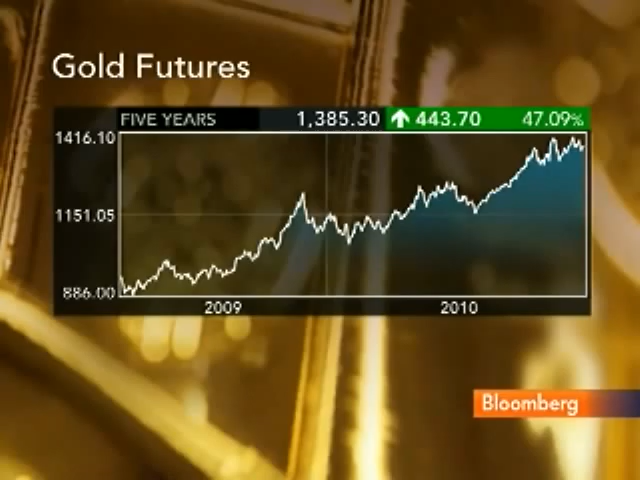 Gold Futures
FIVE YEARS 1,385.30 443.70 47.09%
1416.10
1151.05
886.00
2009 2010
Bloomberg